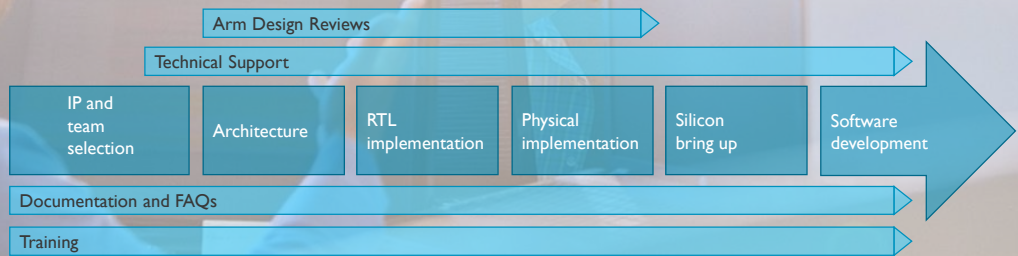 Arm Design Reviews
Technical Support
IP and
team
selection
Architecture
RTL
implementation
Physical
implementation
Silicon
bring up
Software
development
Documentation and FAQs
Training